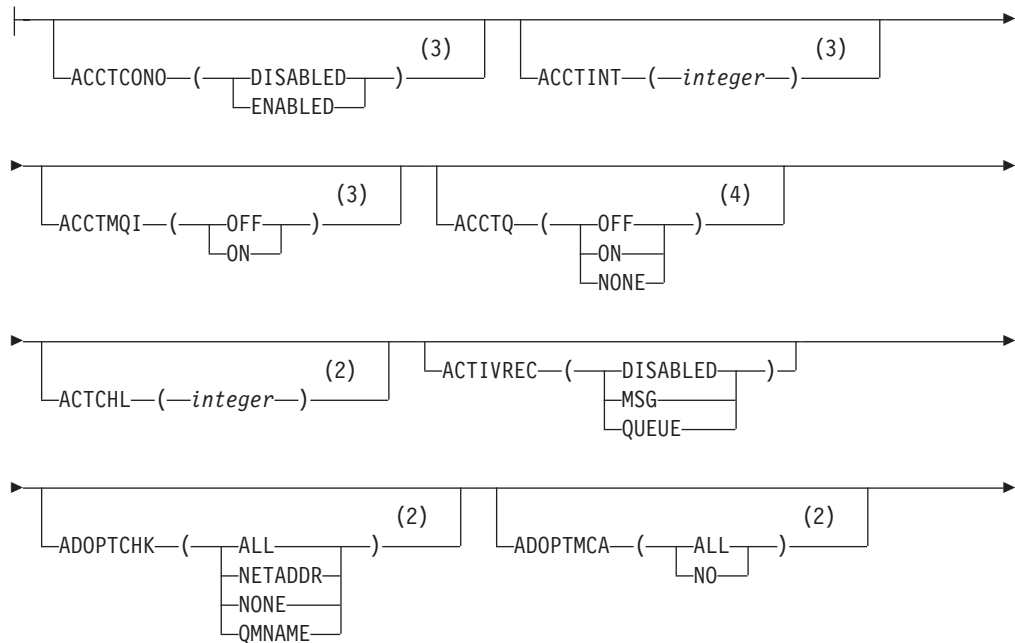 (3) (3)
ACCTCONO ( DISABLED ) ACCTINT ( integer )
ENABLED
(3) (4)
ACCTMQI ( OFF ) ACCTQ ( OFF )
ON ON
NONE
(2)
ACTCHL ( integer ) ACTIVREC ( DISABLED )
MSG
QUEUE
(2) (2)
ADOPTCHK ( ALL ) ADOPTMCA ( ALL )
NETADDR NO
NONE
QMNAME